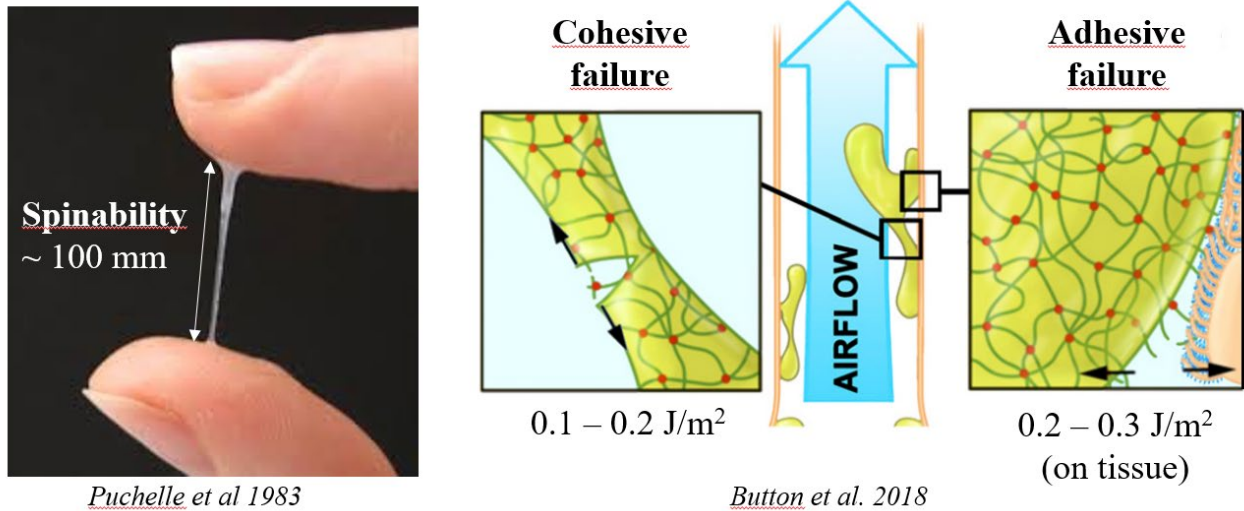 Spinability
~ 100 mm
Puchelle et al 1983
Cohesive
failure
0.1 – 0.2 J/m²
AIRFLOW
Adhesive
failure
0.2 – 0.3 J/m²
(on tissue)
Button et al. 2018